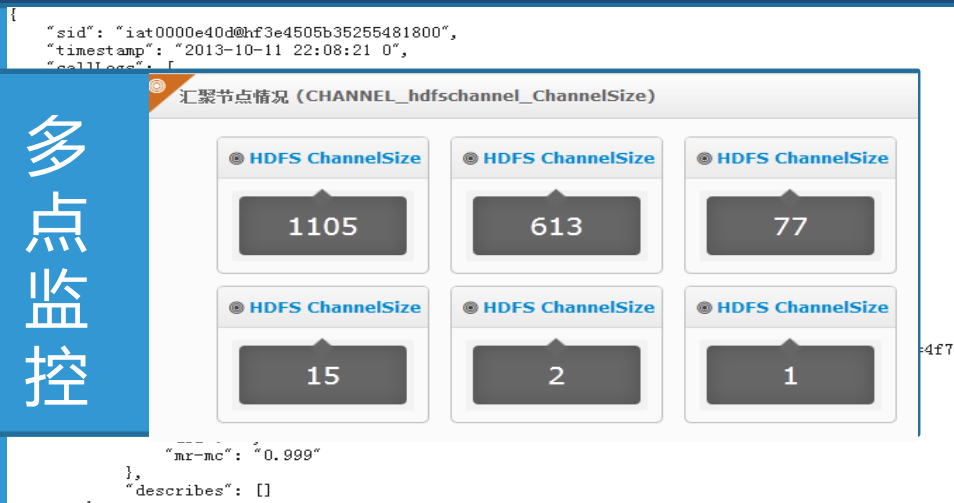 {
"sid": "iat0000e40d@hf3e4505b35255481800",
"timestamp": "2013-10-11 22:08:21 0",
"callLogs": [
多点监控
汇聚节点情况（CHANNEL_hdfschannel_ChannelSize）
HDFS ChannelSize HDFS ChannelSize HDFS ChannelSize
1105 613 77
HDFS ChannelSize HDFS ChannelSize HDFS ChannelSize
15 2 1
=4f7
"mr-mc": "0.999"
},
"describes": []